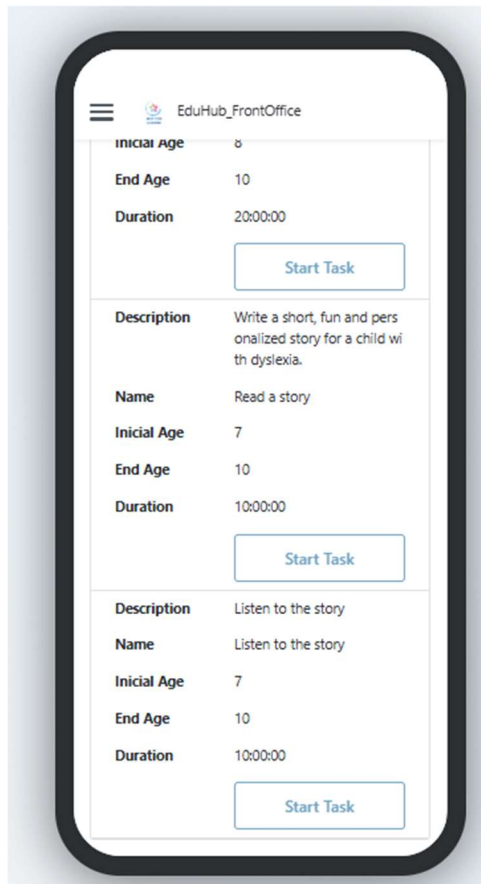 EduHub_FrontOffice
Inicial Age 8
End Age 10
Duration 20:00:00
Start Task
Description Write a short, fun and pers
onalized story for a child wi
th dyslexia.
Name Read a story
Inicial Age 7
End Age 10
Duration 10:00:00
Start Task
Description Listen to the story
Name Listen to the story
Inicial Age 7
End Age 10
Duration 10:00:00
Start Task